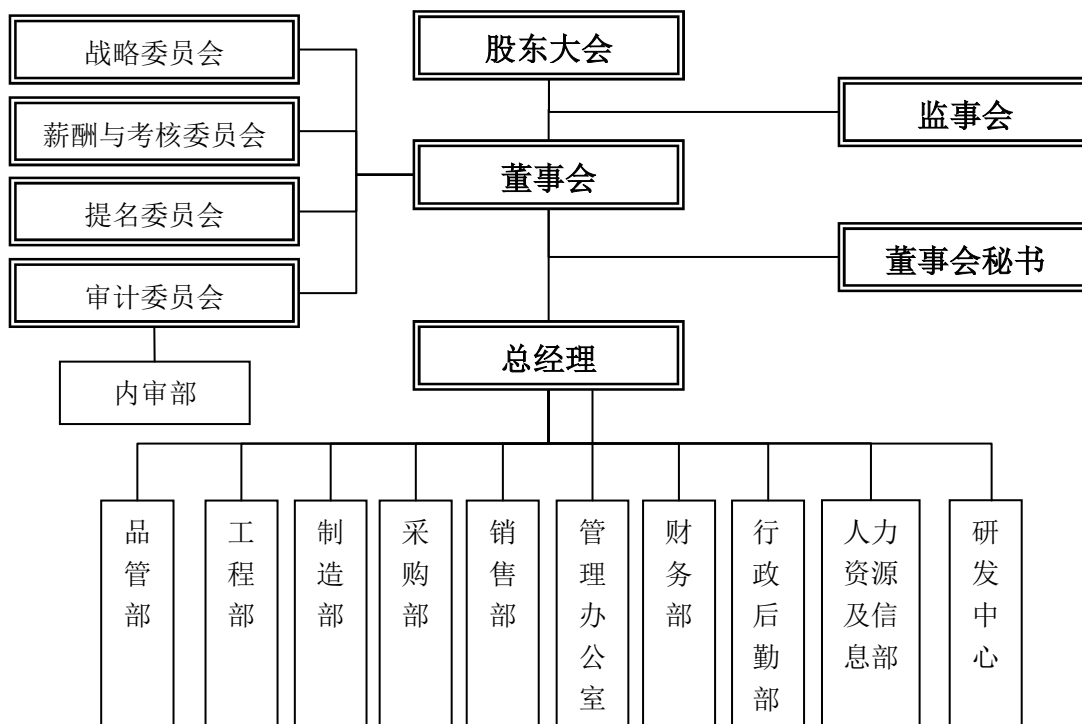 战略委员会
股东大会
薪酬与考核委员会
监事会
董事会
提名委员会
董事会秘书
审计委员会
总经理
内审部
品管部
工程部
制造部
采购部
销售部
管理办公室
财务部
行政后勤部
人力
资源
及信
息部
研发中心